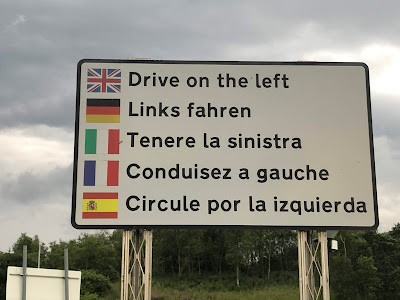 Drive on the left
Links fahren
Tenere la sinistra
Conduisez a gauche
Circule por la izquierda